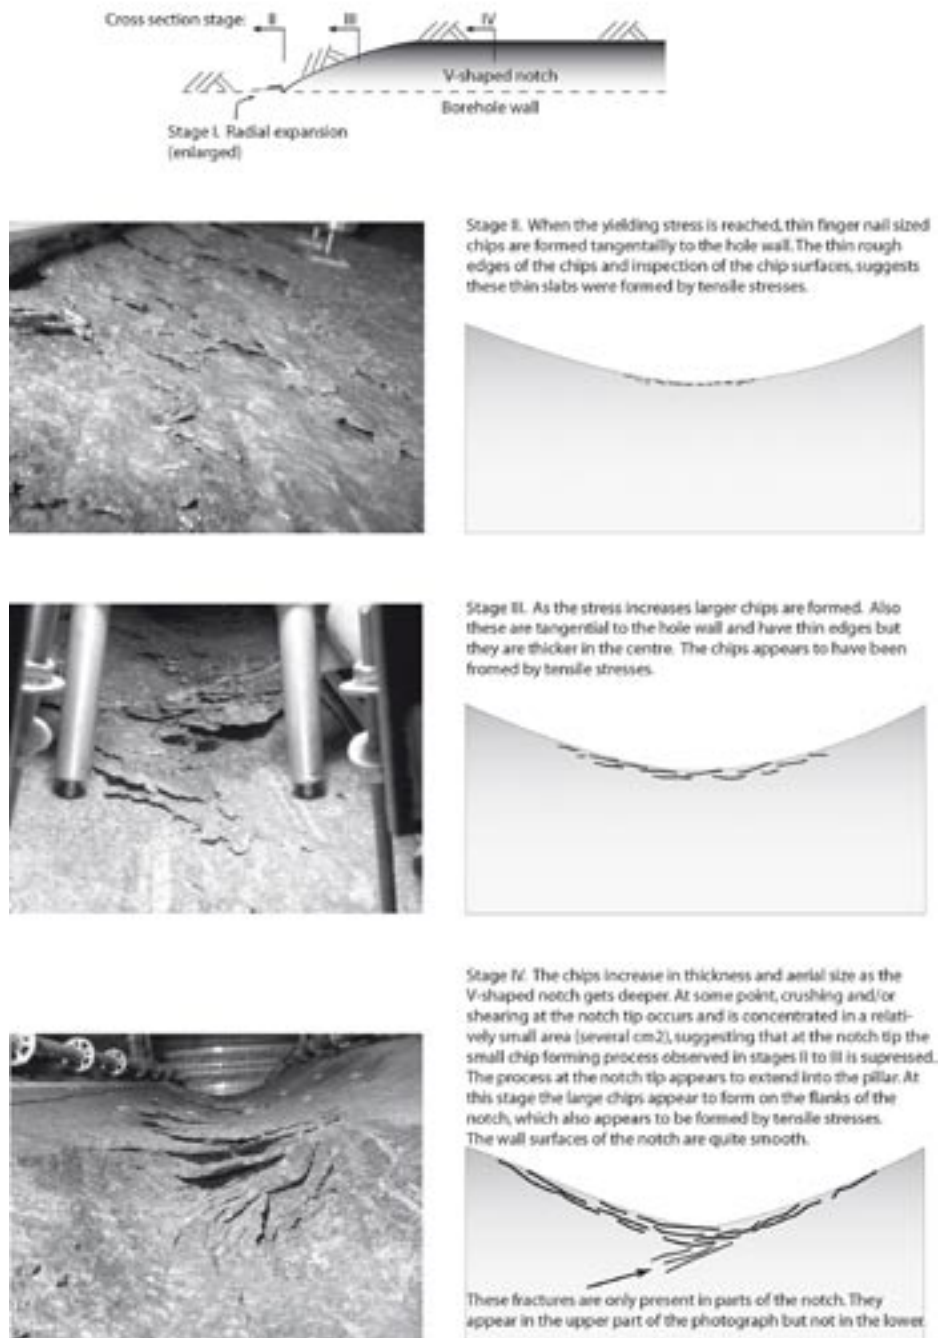 Cross section stage: II III IV
V-shaped notch
Borehole wall
Stage I. Radial expansion
(enlarged)
Stage II. When the yielding stress is reached, thin finger nail sized
chips are formed tangentailly to the hole wall. The thin rough
edges of the chips and inspection of the chip surfaces, suggests
these thin slabs were formed by tensile stresses.
Stage III. As the stress increases larger chips are formed. Also
these are tangential to the hole wall and have thin edges but
they are thicker in the centre. The chips appears to have been
fromed by tensile stresses.
Stage IV. The chips increase in thickness and aerial size as the
V-shaped notch gets deeper. At some point, crushing and/or
shearing at the notch tip occurs and is concentrated in a relati-
vely small area (several cm2), suggesting that at the notch tip the
small chip forming process observed in stages II to III is supressed.
The process at the notch tip appears to extend into the pillar. At
this stage the large chips appear to form on the flanks of the
notch, which also appears to be formed by tensile stresses.
The wall surfaces of the notch are quite smooth.
These fractures are only present in parts of the notch. They
appear in the upper part of the photograph but not in the lower